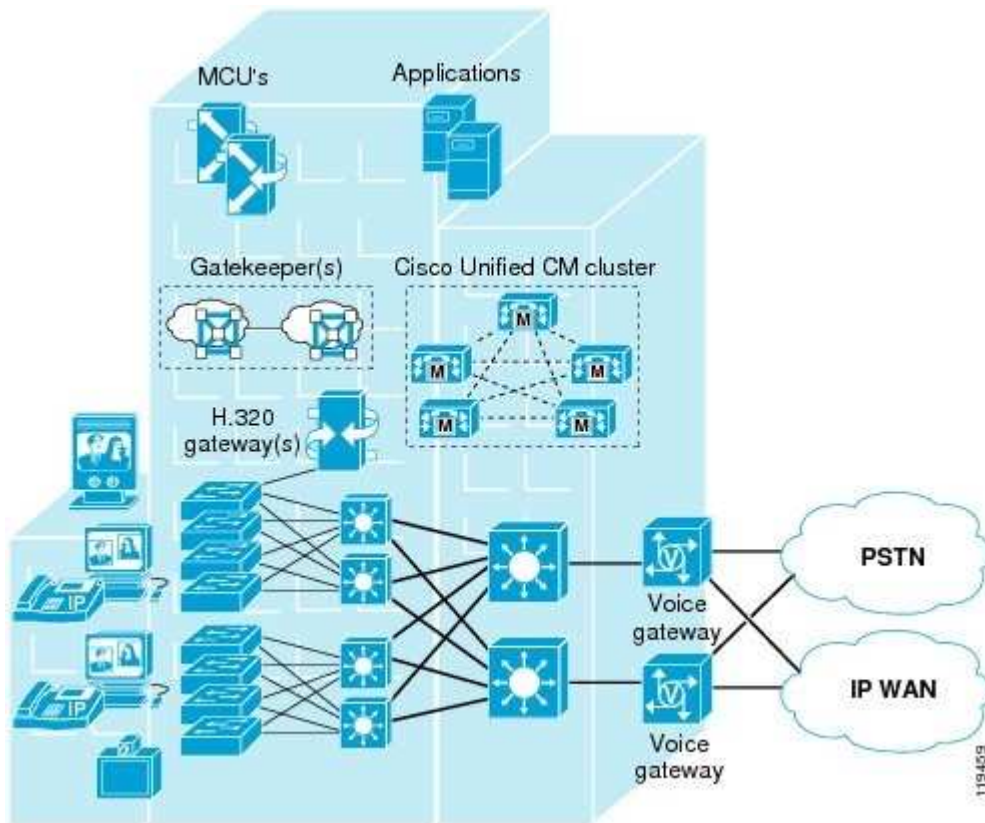 MCU's
Applications
Gatekeeper(s)
Cisco Unified CM cluster
M
M
M
M
M
H.320
gateway(s)
IP
IP
V
Voice
gateway
V
Voice
gateway
PSTN
IP WAN
119459